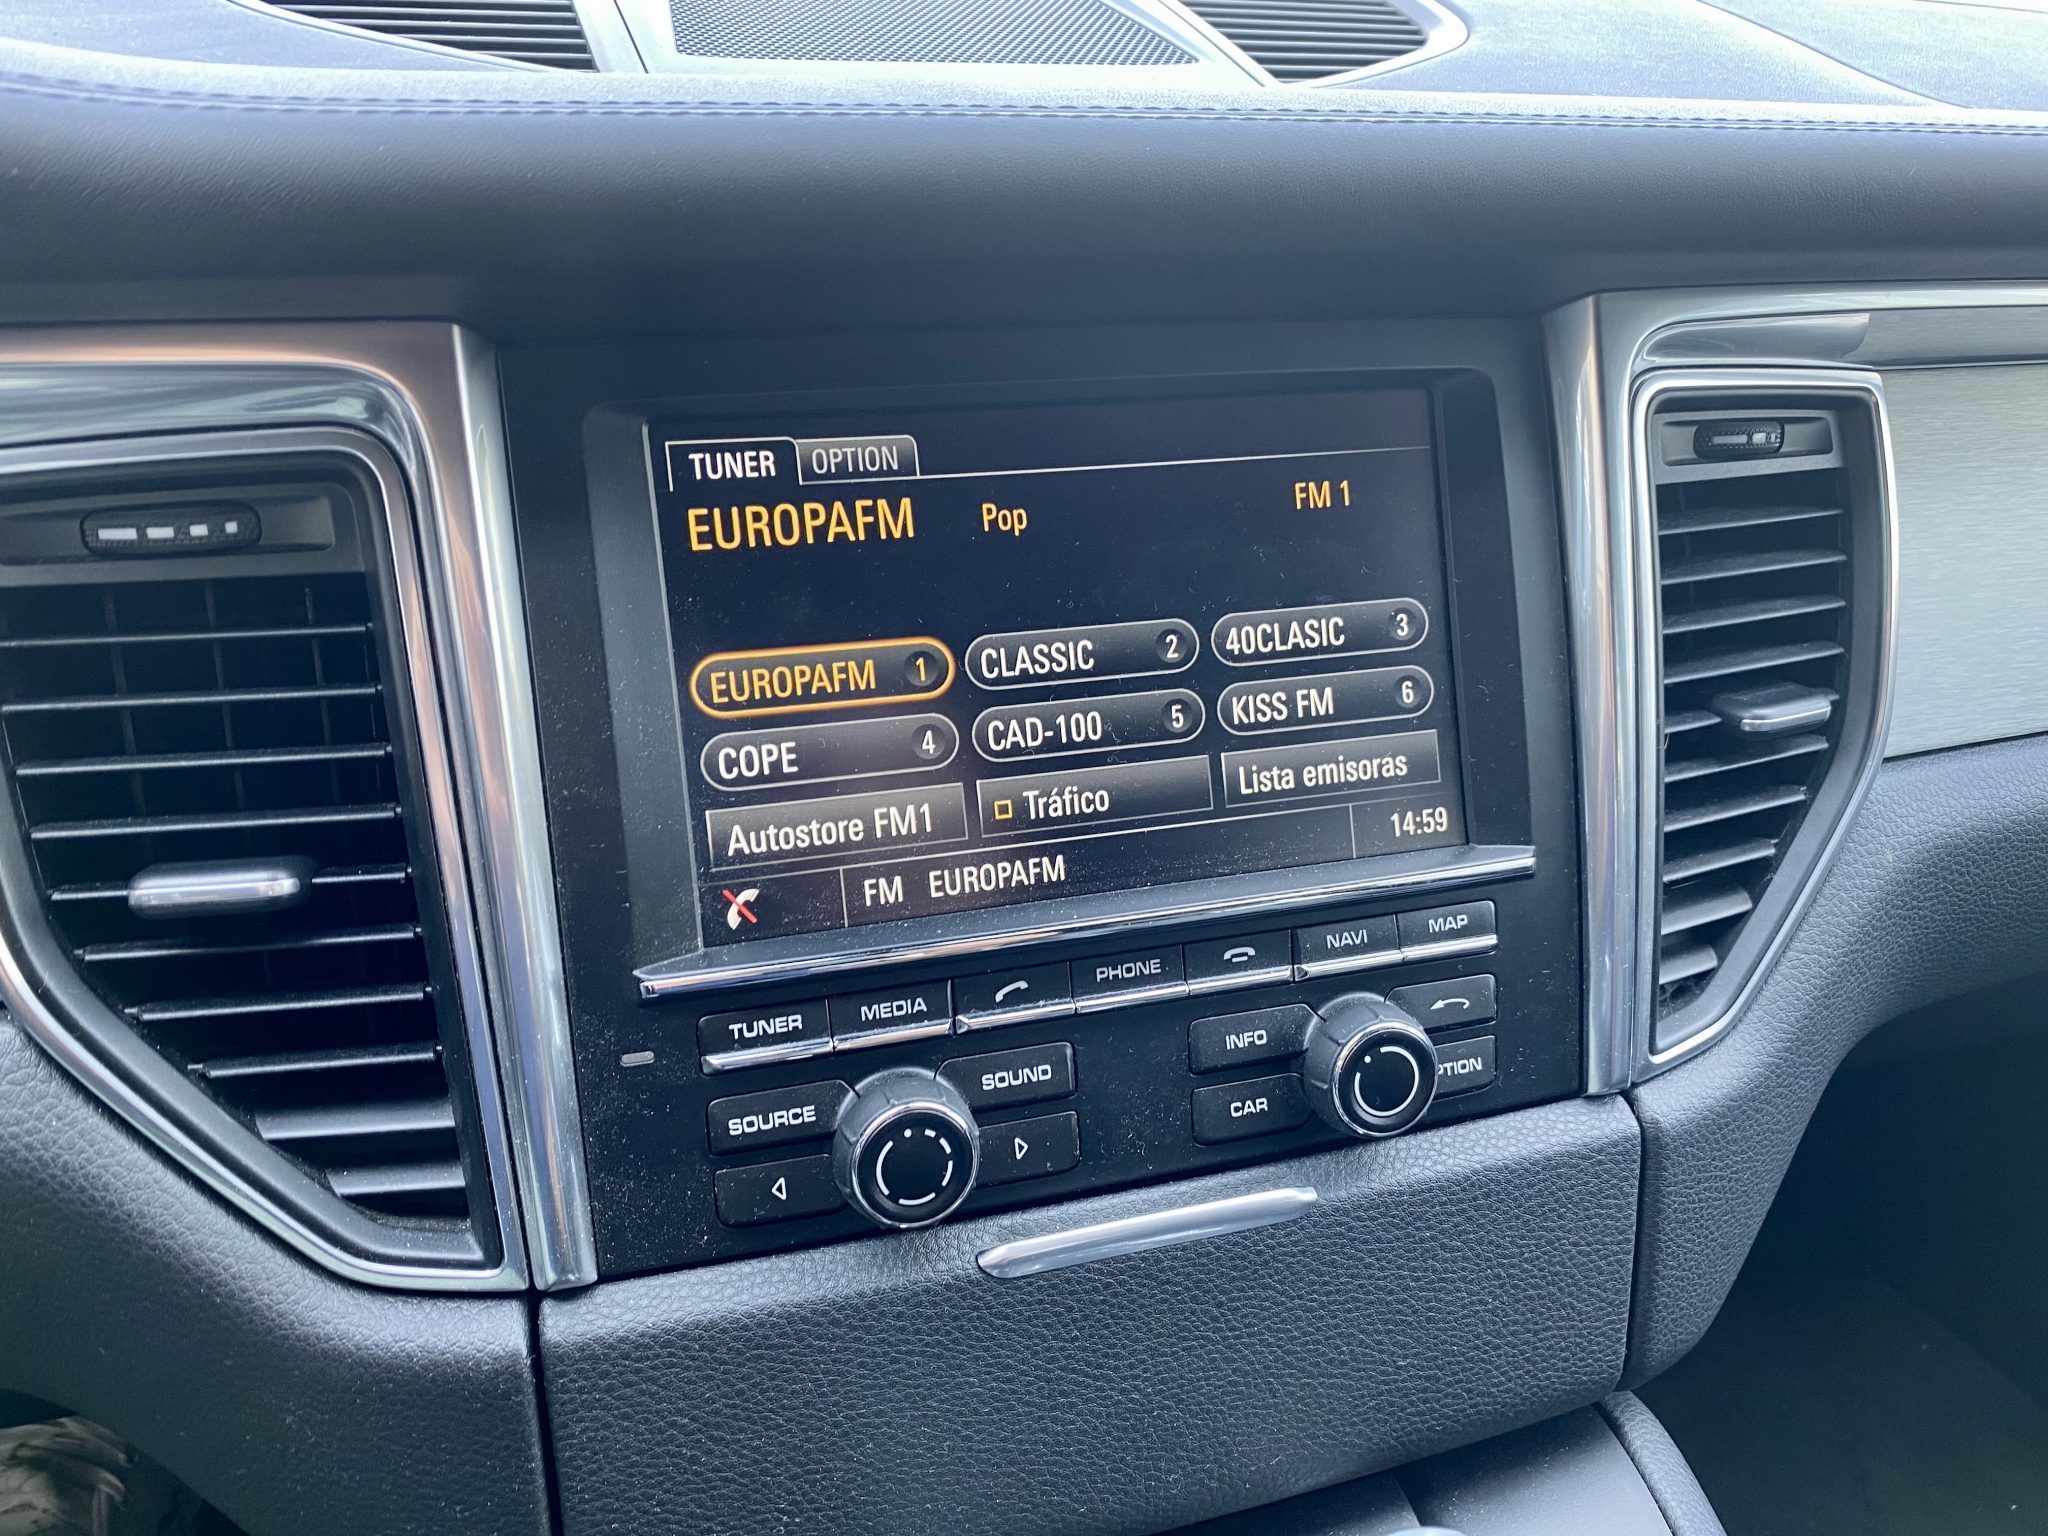 TUNER OPTION
EUROPAFM Pop FM 1
EUROPAFM 1 CLASSIC 2 40CLASIC 3
COPE 4 CAD-100 5 KISS FM 6
Autostore FM1 Tráfico Lista emisoras
FM EUROPAFM 14:59
TUNER MEDIA PHONE NAVI MAP
SOURCE SOUND INFO
CAR PTION